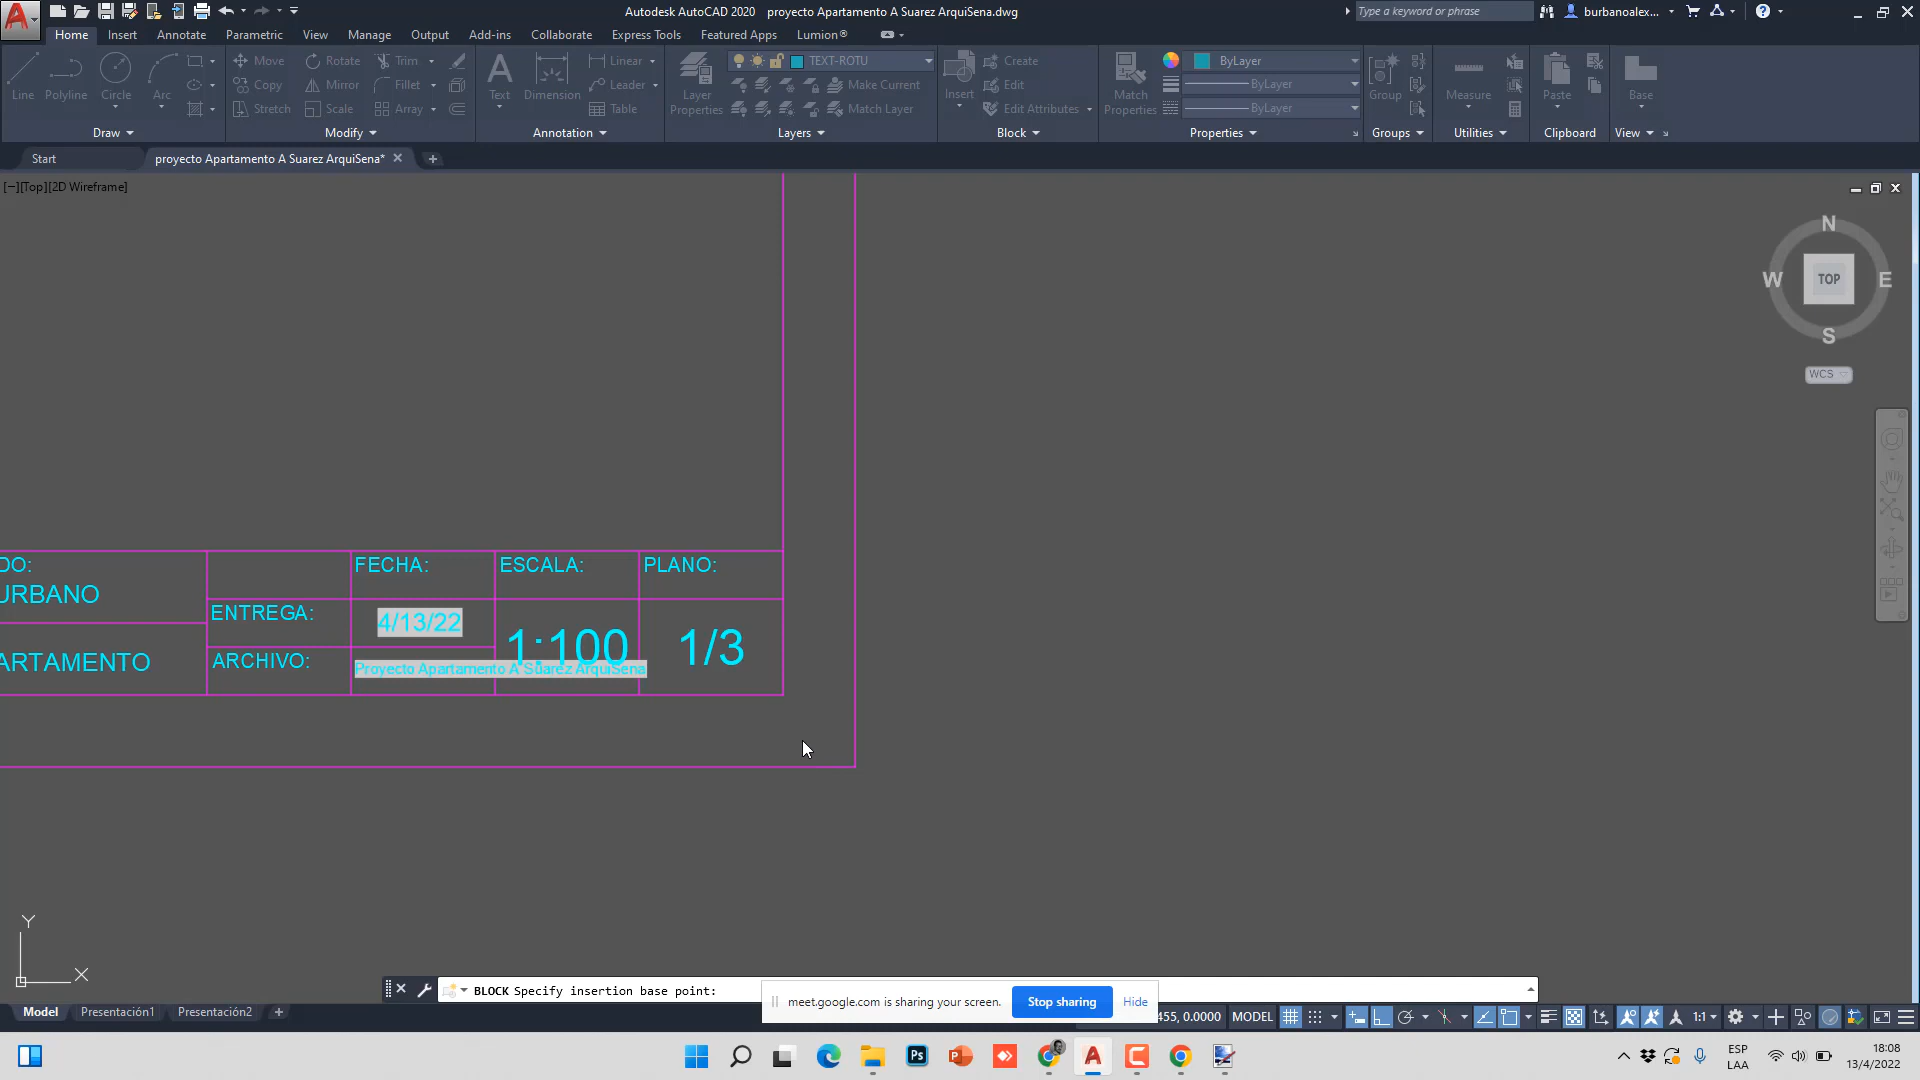 Autodesk AutoCAD 2020 proyecto Apartamento A Suarez ArquiSena.dwg
Type a keyword or phrase
burbanoalex...
Home Insert Annotate Parametric View Manage Output Add-ins Collaborate Express Tools Featured Apps Lumion®
Line Polyline Circle Arc
Move Rotate Trim
Copy Mirror Fillet
Stretch Scale Array
Text Dimension
Linear
Leader
Table
Layer Properties
TEXT-ROTU
Make Current
Match Layer
Insert
Create
Edit
Edit Attributes
Match Properties
ByLayer
ByLayer
ByLayer
Group Measure Paste Base
Draw Modify Annotation Layers Block Properties Groups Utilities Clipboard View
Start proyecto Apartamento A Suarez ArquiSena*
[−][Top][2D Wireframe]
N
W TOP E
S
WCS
DO: FECHA: ESCALA: PLANO:
URBANO
ENTREGA: 4/13/22
1:100 1/3
ARTAMENTO ARCHIVO: Proyecto Apartamento A Suarez ArquiSena
Y
X
BLOCK Specify insertion base point:
meet.google.com is sharing your screen. Stop sharing Hide
Model Presentación1 Presentación2
455, 0.0000 MODEL 1:1
Ps
ESP
LAA
18:08
13/4/2022